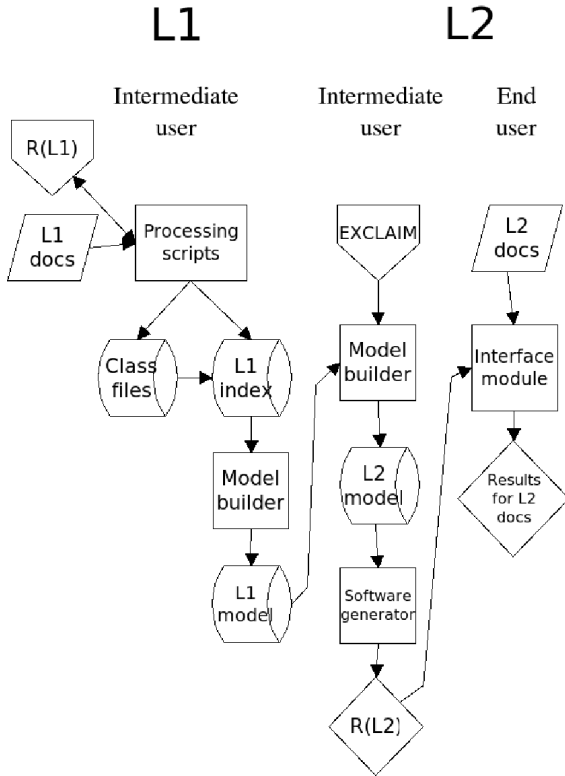 L1
L2
Intermediate
user
Intermediate
user
End
user
R(L1)
L1
docs
Processing
scripts
EXCLAIM
L2
docs
Class
files
L1
index
Model
builder
Interface
module
Model
builder
L2
model
Results
for L2
docs
L1
model
Software
generator
R(L2)